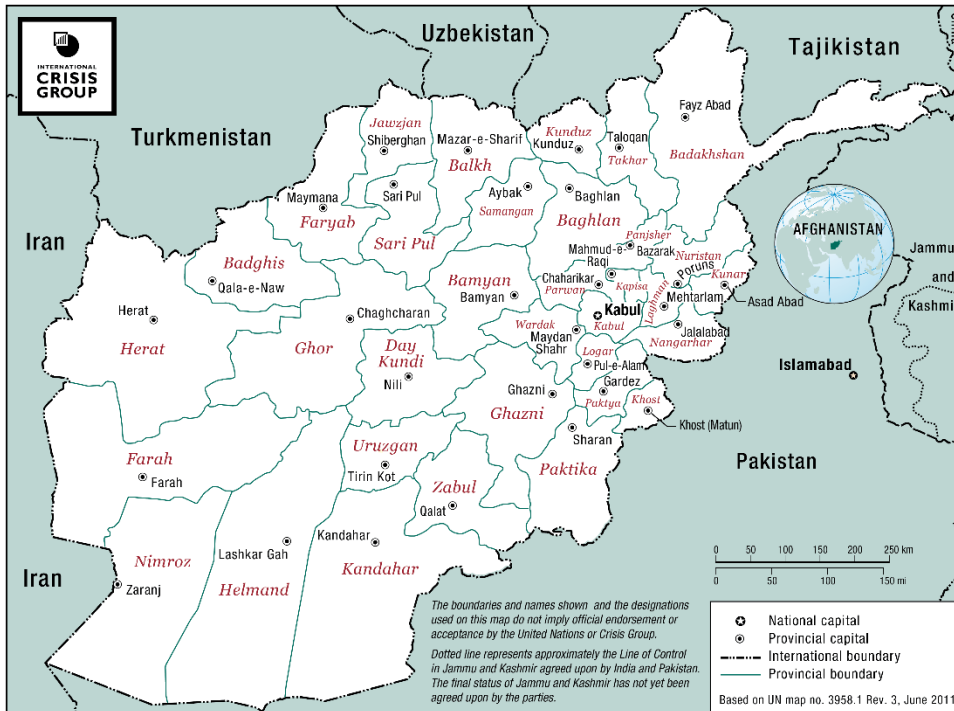 INTERNATIONAL
CRISIS
GROUP
Uzbekistan
Tajikistan
Turkmenistan
Jawzjan
Shiberghan
Mazar-e-Sharif
Balkh
Kunduz
Kunduz
Taloqan
Takhar
Fayz Abad
Badakhshan
Maymana
Faryab
Sari Pul
Sari Pul
Aybak
Samangan
Baghlan
Baghlan
Iran
Badghis
Qala-e-Naw
Panjsher
Bazarak
Mahmud-e-
Raqi
Nuristan
Poruns
Kunar
Asad Abad
AFGHANISTAN
Jammu
and
Kashmir
Bamyan
Bamyan
Chaharikar
Parwan
Kapisa
Laghman
Mehtarlam
Herat
Herat
Chaghcharan
Ghor
Day
Kundi
Nili
Wardak
Maydan
Shahr
Kabul
Kabul
Jalalabad
Nangarhar
Logar
Pul-e-Alam
Gardez
Paktya
Khost
Khost (Matun)
Islamabad
Ghazni
Ghazni
Sharan
Paktika
Pakistan
Farah
Farah
Uruzgan
Tirin Kot
Zabul
Qalat
Nimroz
Zaranj
Iran
Lashkar Gah
Helmand
Kandahar
Kandahar
0 50 100 150 200 250 km
0 50 100 150 mi
The boundaries and names shown and the designations
used on this map do not imply official endorsement or
acceptance by the United Nations or Crisis Group.
Dotted line represents approximately the Line of Control
in Jammu and Kashmir agreed upon by India and Pakistan.
The final status of Jammu and Kashmir has not yet been
agreed upon by the parties.
National capital
Provincial capital
International boundary
Provincial boundary
Based on UN map no. 3958.1 Rev. 3, June 2011